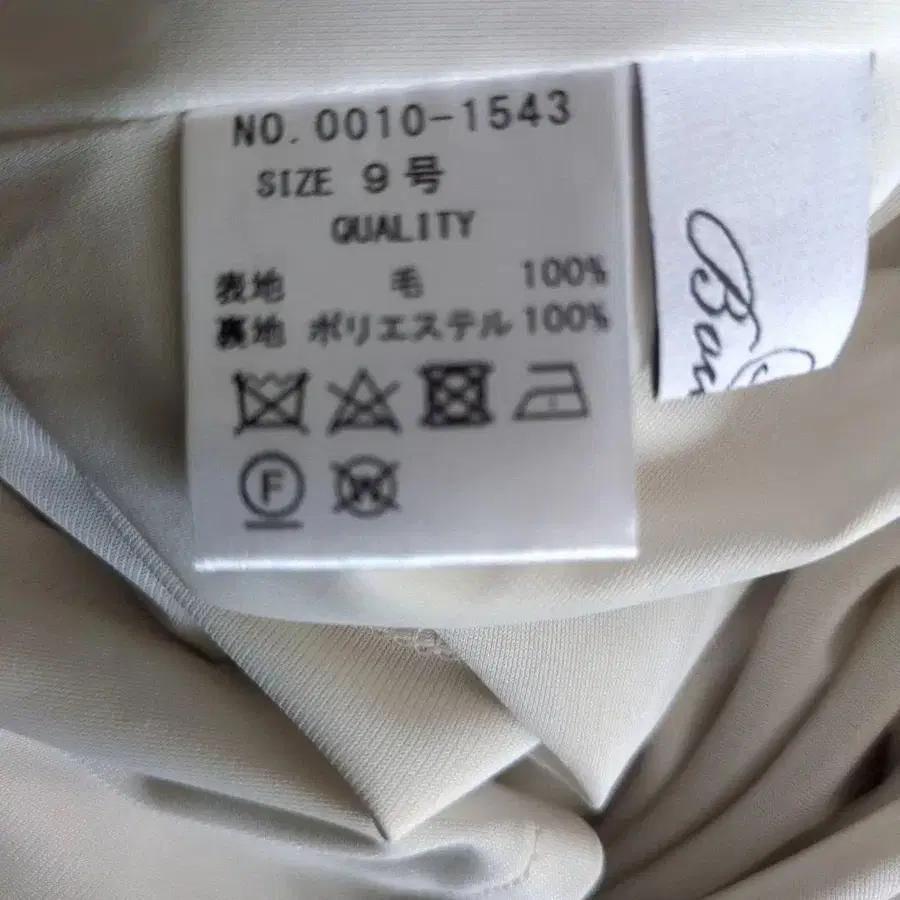 NO.0010-1543
SIZE 9号
QUALITY
表地 毛 100%
裏地 ポリエステル 100%
F
W